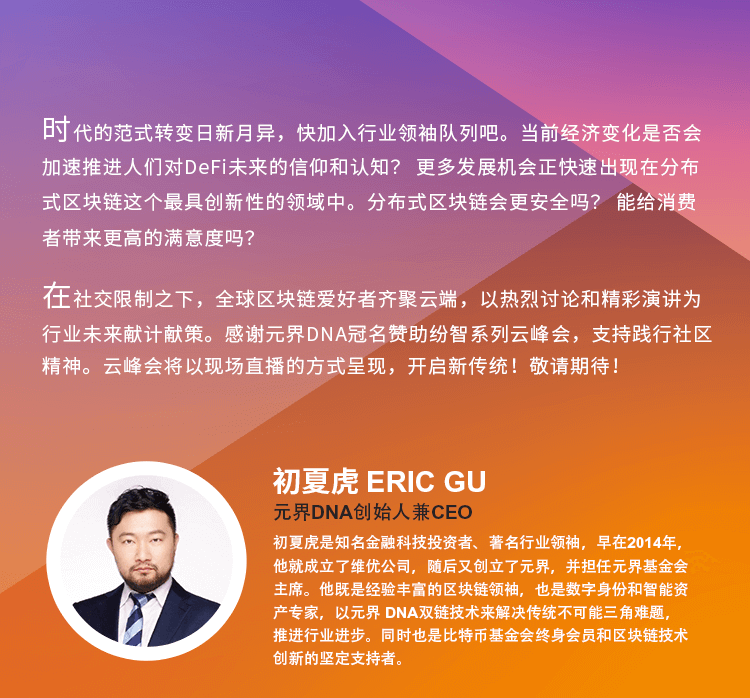 时代的范式转变日新月异，快加入行业领袖队列吧。当前经济变化是否会
加速推进人们对DeFi未来的信仰和认知？ 更多发展机会正快速出现在分布
式区块链这个最具创新性的领域中。分布式区块链会更安全吗？ 能给消费
者带来更高的满意度吗？
在社交限制之下，全球区块链爱好者齐聚云端，以热烈讨论和精彩演讲为
行业未来献计献策。感谢元界DNA冠名赞助纷智系列云峰会，支持践行社区
精神。云峰会将以现场直播的方式呈现，开启新传统！敬请期待！
初夏虎 ERIC GU
元界DNA创始人兼CEO
初夏虎是知名金融科技投资者、著名行业领袖，早在2014年，
他就成立了维优公司，随后又创立了元界，并担任元界基金会
主席。他既是经验丰富的区块链领袖，也是数字身份和智能资
产专家，以元界 DNA双链技术来解决传统不可能三角难题，
推进行业进步。同时也是比特币基金会终身会员和区块链技术
创新的坚定支持者。